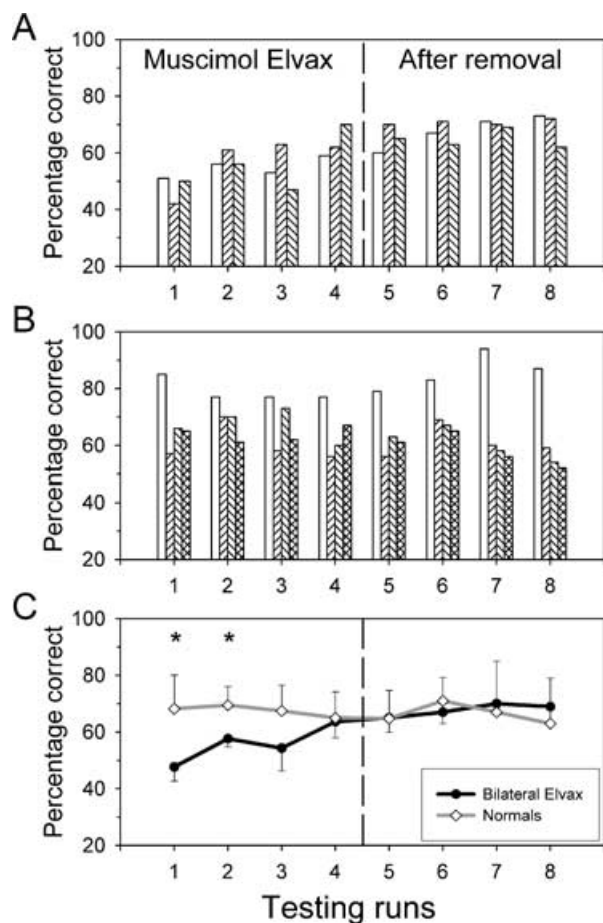 A
Muscimol Elvax After removal
Percentage correct
100
80
60
40
20
1 2 3 4 5 6 7 8
B
Percentage correct
100
80
60
40
20
1 2 3 4 5 6 7 8
C
Percentage correct
100
80
60
40
20
* *
Bilateral Elvax
Normals
1 2 3 4 5 6 7 8
Testing runs